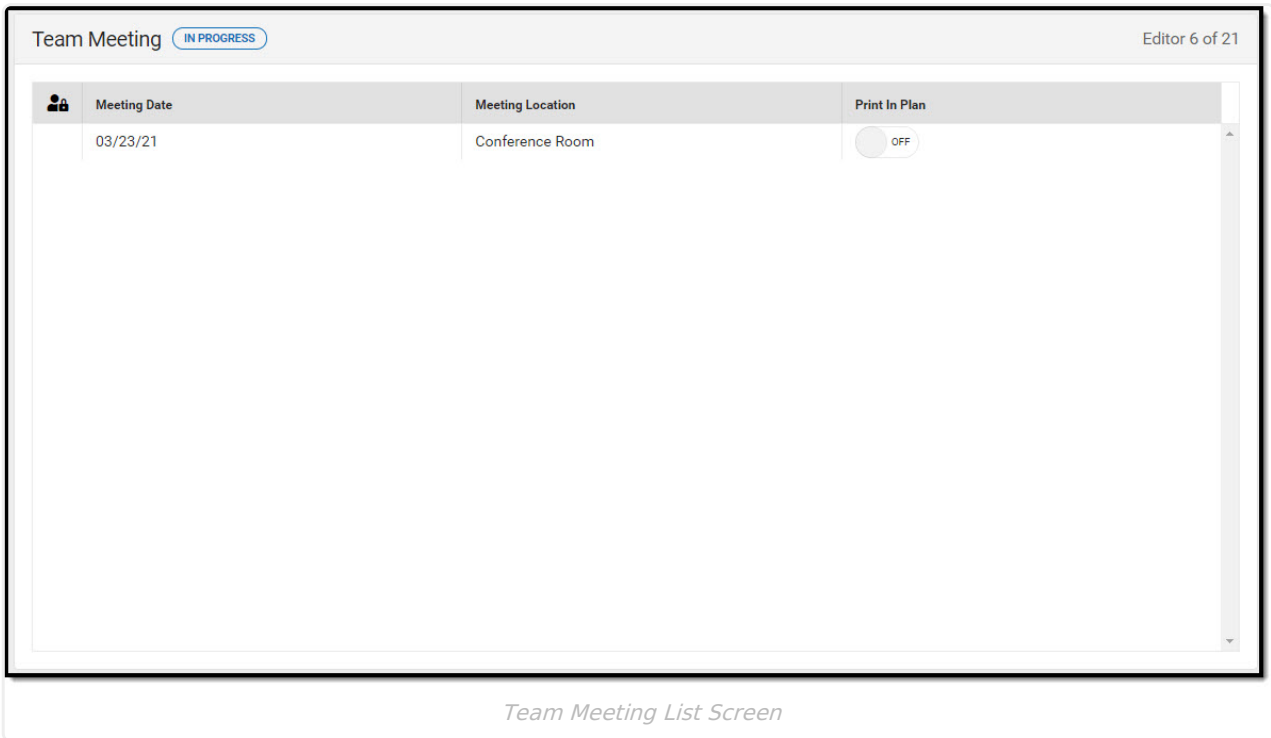 Team Meeting IN PROGRESS Editor 6 of 21
Meeting Date Meeting Location Print In Plan
03/23/21 Conference Room OFF
Team Meeting List Screen